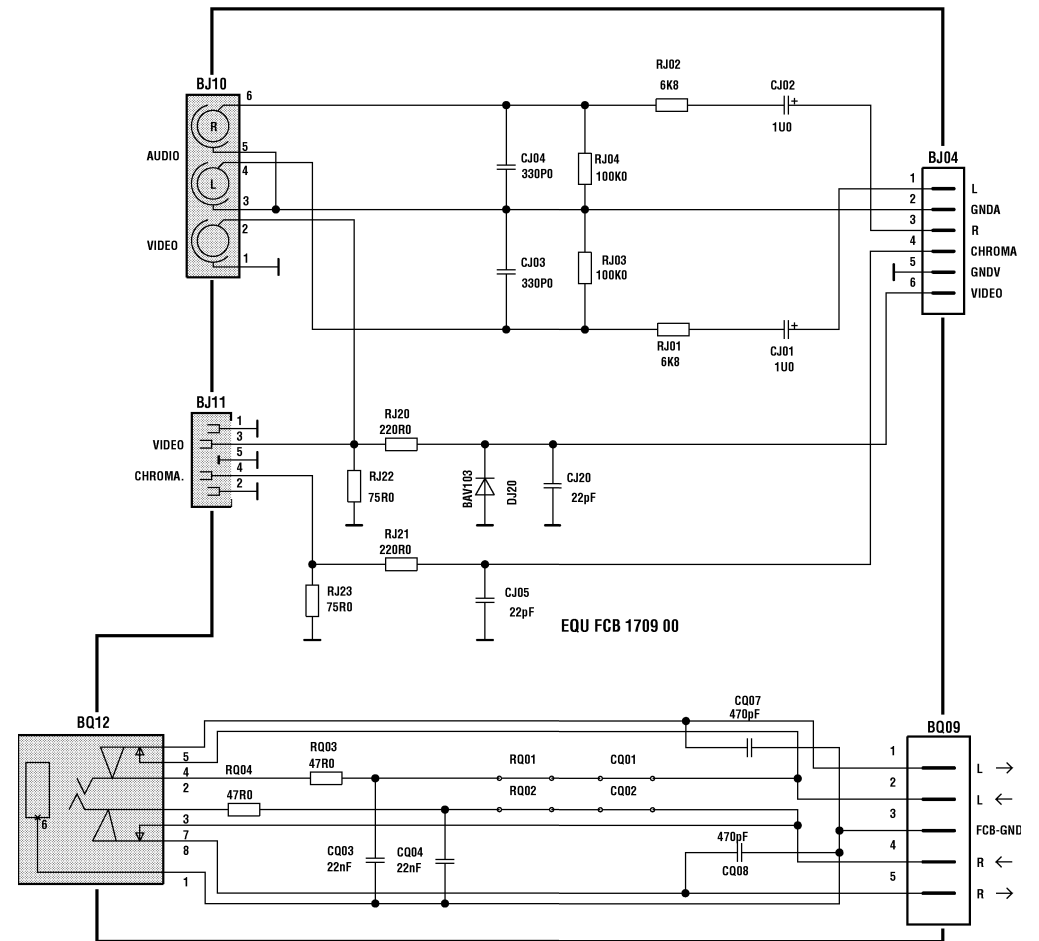 RJ02
6K8
CJ02
+
1U0
BJ10
6
R
AUDIO
5
4
L
3
2
VIDEO
1
CJ04
330P0
RJ04
100K0
CJ03
330P0
RJ03
100K0
RJ01
6K8
+
CJ01
1U0
BJ04
1 L
2 GNDA
3 R
4 CHROMA
5 GNDV
6 VIDEO
BJ11
1
VIDEO 3
5
CHROMA. 4
2
RJ20
220R0
RJ22
75R0
BAV103
DJ20
CJ20
22pF
RJ21
220R0
RJ23
75R0
CJ05
22pF
EQU FCB 1709 00
BQ12
5
4
2
6
3
7
8
1
RQ03
47R0
RQ04
47R0
RQ01
CQ01
RQ02
CQ02
CQ07
470pF
CQ03
22nF
CQ04
22nF
470pF
CQ08
BQ09
1
L →
2
L ←
3
FCB-GND
4
R ←
5
R →